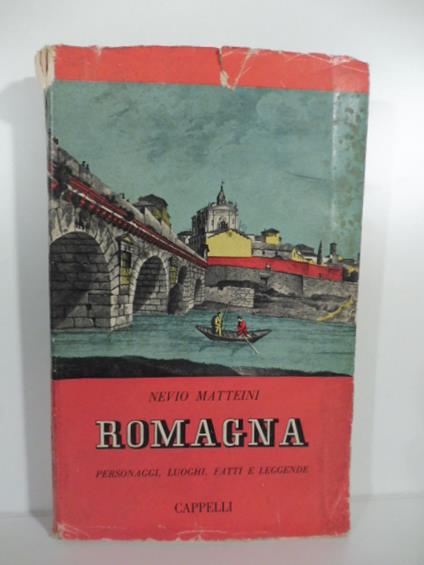 NEVIO MATTEINI
ROMAGNA
PERSONAGGI, LUOGHI, FATTI E LEGGENDE
CAPPELLI